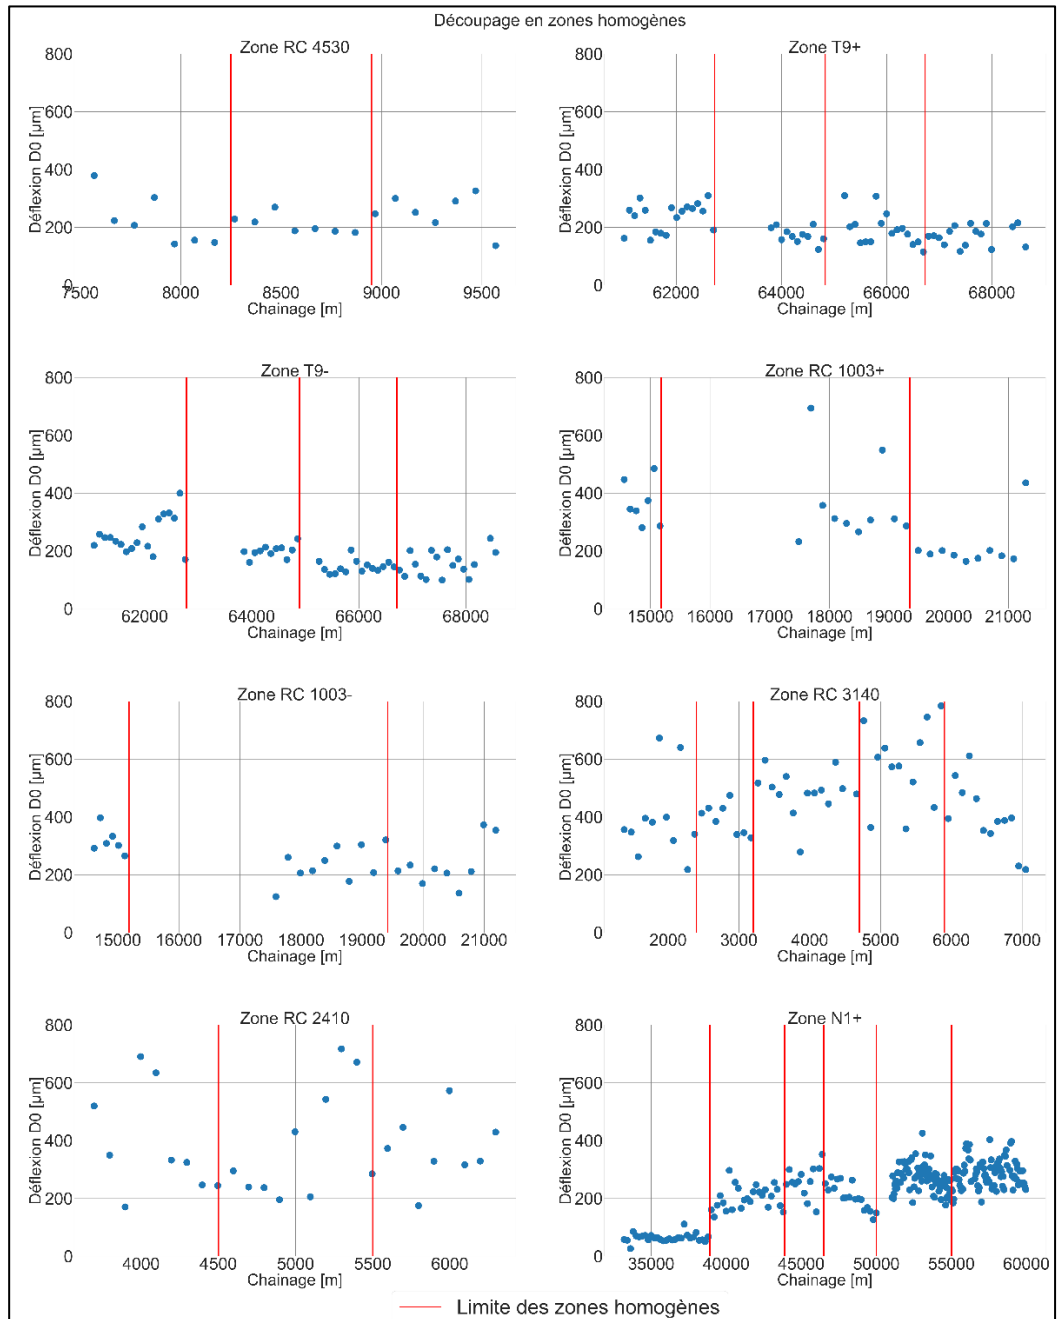 Découpage en zones homogènes
Zone RC 4530
800
600
400
200
0
Déflexion D0 [µm]
7500 8000 8500 9000 9500
Chainage [m]
Zone T9+
800
600
400
200
0
Déflexion D0 [µm]
62000 64000 66000 68000
Chainage [m]
Zone T9-
800
600
400
200
0
Déflexion D0 [µm]
62000 64000 66000 68000
Chainage [m]
Zone RC 1003+
800
600
400
200
0
Déflexion D0 [µm]
15000 16000 17000 18000 19000 20000 21000
Chainage [m]
Zone RC 1003-
800
600
400
200
0
Déflexion D0 [µm]
15000 16000 17000 18000 19000 20000 21000
Chainage [m]
Zone RC 3140
800
600
400
200
0
Déflexion D0 [µm]
2000 3000 4000 5000 6000 7000
Chainage [m]
Zone RC 2410
800
600
400
200
0
Déflexion D0 [µm]
4000 4500 5000 5500 6000
Chainage [m]
Zone N1+
800
600
400
200
0
Déflexion D0 [µm]
35000 40000 45000 50000 55000 60000
Chainage [m]
Limite des zones homogènes